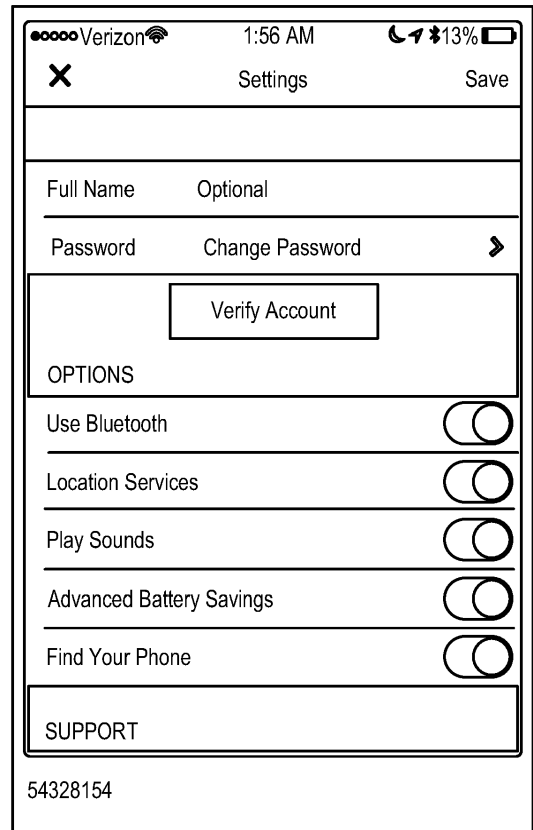 Verizon 1:56 AM 13%
Settings Save
Full Name Optional
Password Change Password
Verify Account
OPTIONS
Use Bluetooth
Location Services
Play Sounds
Advanced Battery Savings
Find Your Phone
SUPPORT
54328154